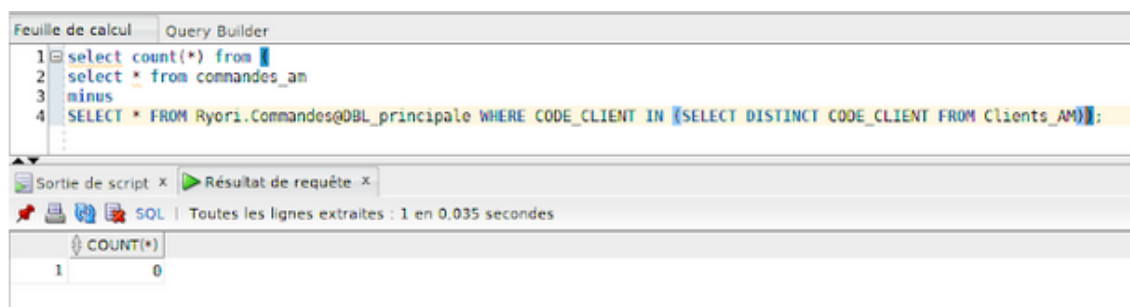 Feuille de calcul Query Builder
1 select count(*) from (
2 select * from commandes_am
3 minus
4 SELECT * FROM Ryori.Commandes@DBL_principale WHERE CODE_CLIENT IN (SELECT DISTINCT CODE_CLIENT FROM Clients_AM));
Sortie de script x Résultat de requête x
SQL | Toutes les lignes extraites : 1 en 0,035 secondes
COUNT(*)
1 0